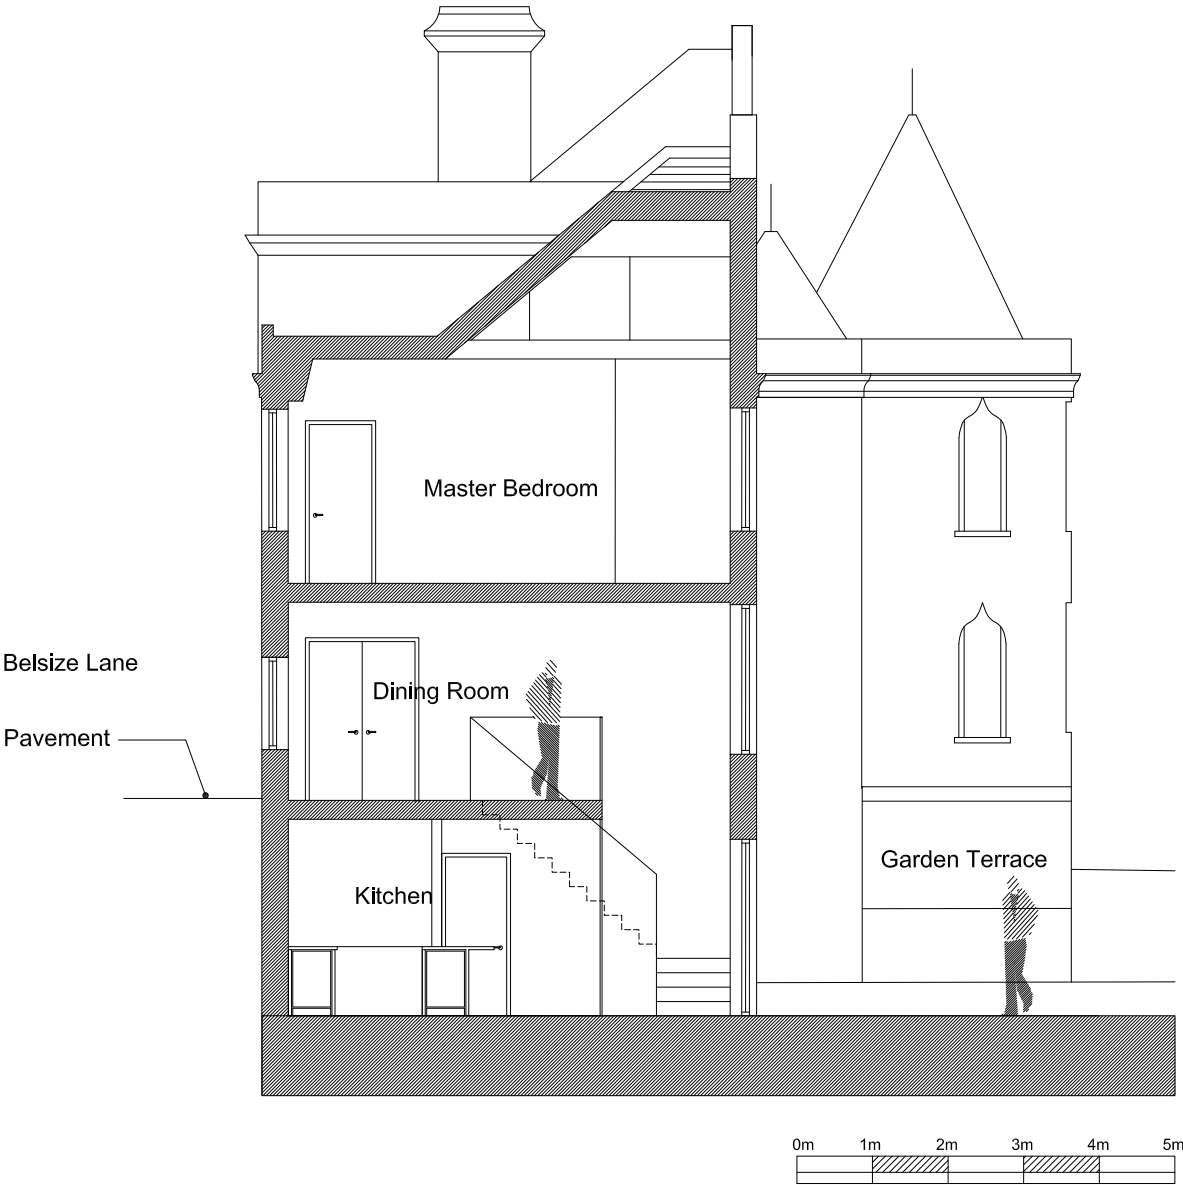 Master Bedroom
Belsize Lane
Dining Room
Pavement
Garden Terrace
Kitchen
0m 1m 2m 3m 4m 5m